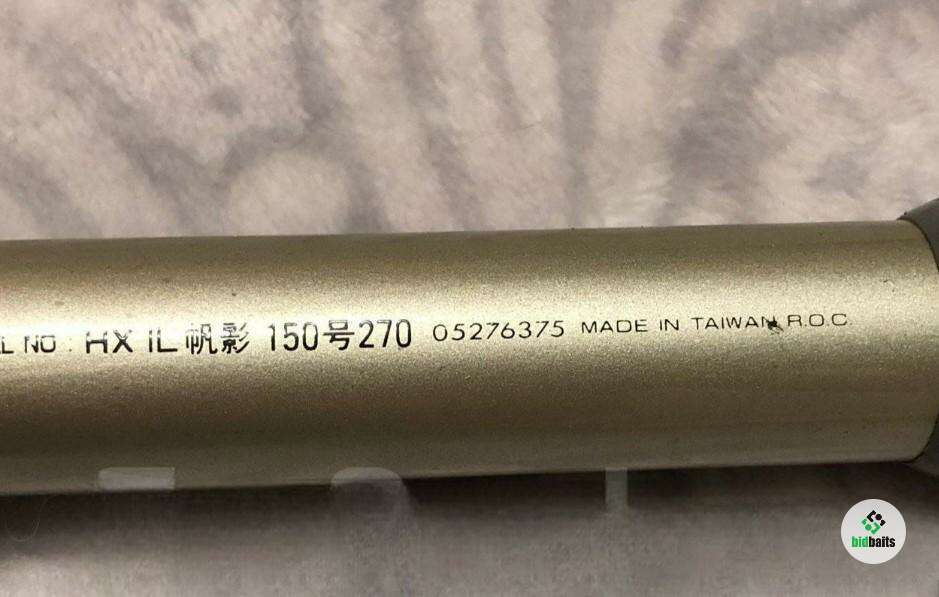 NO : HX IL 帆影 150号270 05276375 MADE IN TAIWAN R.O.C
bidbaits